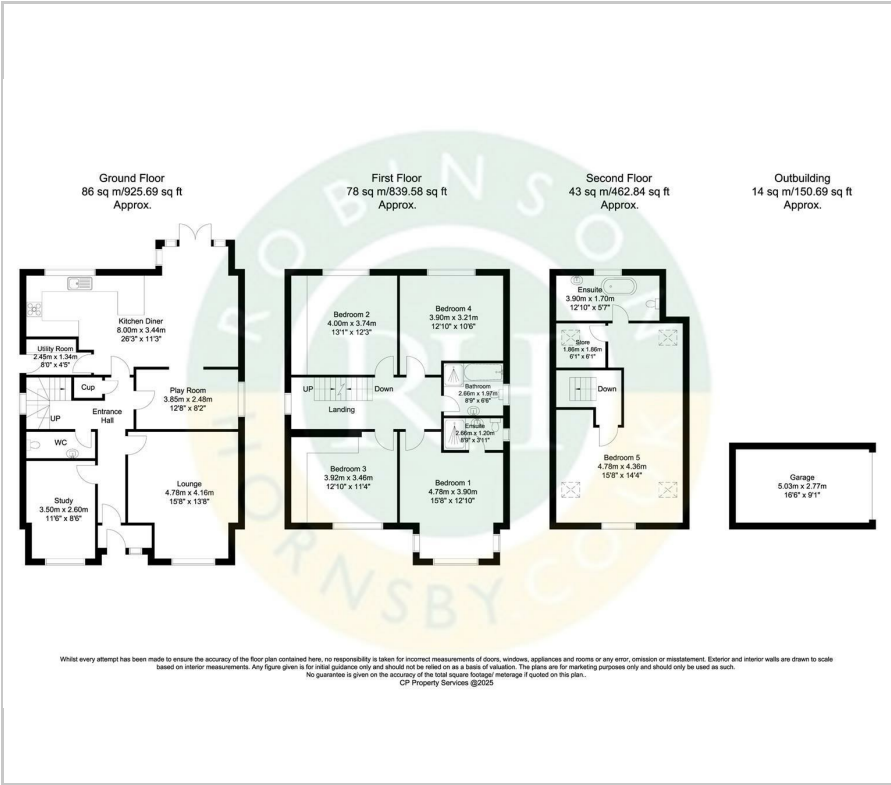 Ground Floor
86 sq m/925.69 sq ft
Approx.
First Floor
78 sq m/839.58 sq ft
Approx.
Second Floor
43 sq m/462.84 sq ft
Approx.
Outbuilding
14 sq m/150.69 sq ft
Approx.
Kitchen Diner
8.00m x 3.44m
26'3" x 11'3"
Utility Room
2.45m x 1.34m
8'0" x 4'5"
Cup
UP
Entrance
Hall
Play Room
3.85m x 2.48m
12'8" x 8'2"
WC
Study
3.50m x 2.60m
11'6" x 8'6"
Lounge
4.78m x 4.16m
15'8" x 13'8"
Bedroom 2
4.00m x 3.74m
13'1" x 12'3"
Bedroom 4
3.90m x 3.21m
12'10" x 10'6"
UP
Down
Landing
Bathroom
2.66m x 1.97m
8'9" x 6'6"
Ensuite
2.66m x 1.20m
8'9" x 3'11"
Bedroom 3
3.92m x 3.46m
12'10" x 11'4"
Bedroom 1
4.78m x 3.90m
15'8" x 12'10"
Ensuite
3.90m x 1.70m
12'10" x 5'7"
Store
1.86m x 1.86m
6'1" x 6'1"
Down
Bedroom 5
4.78m x 4.36m
15'8" x 14'4"
Garage
5.03m x 2.77m
16'6" x 9'1"
ROBINSON
RH
HORNSBY COOK
Whilst every attempt has been made to ensure the accuracy of the floor plan contained here, no responsibility is taken for incorrect measurements of doors, windows, appliances and rooms or any error, omission or misstatement. Exterior and interior walls are drawn to scale
based on interior measurements. Any figure given is for initial guidance only and should not be relied on as a basis of valuation. The plans are for marketing purposes only and should only be used as such.
No guarantee is given on the accuracy of the total square footage/ meterage if quoted on this plan..
CP Property Services @2025